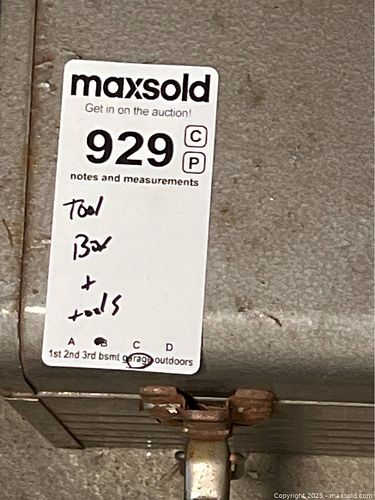 maxsold
Get in on the auction!
929
C
P
notes and measurements
Tool
Box
+
tools
A B C D
1st 2nd 3rd bsmt garage outdoors
Copyright 2025 - maxsold.com